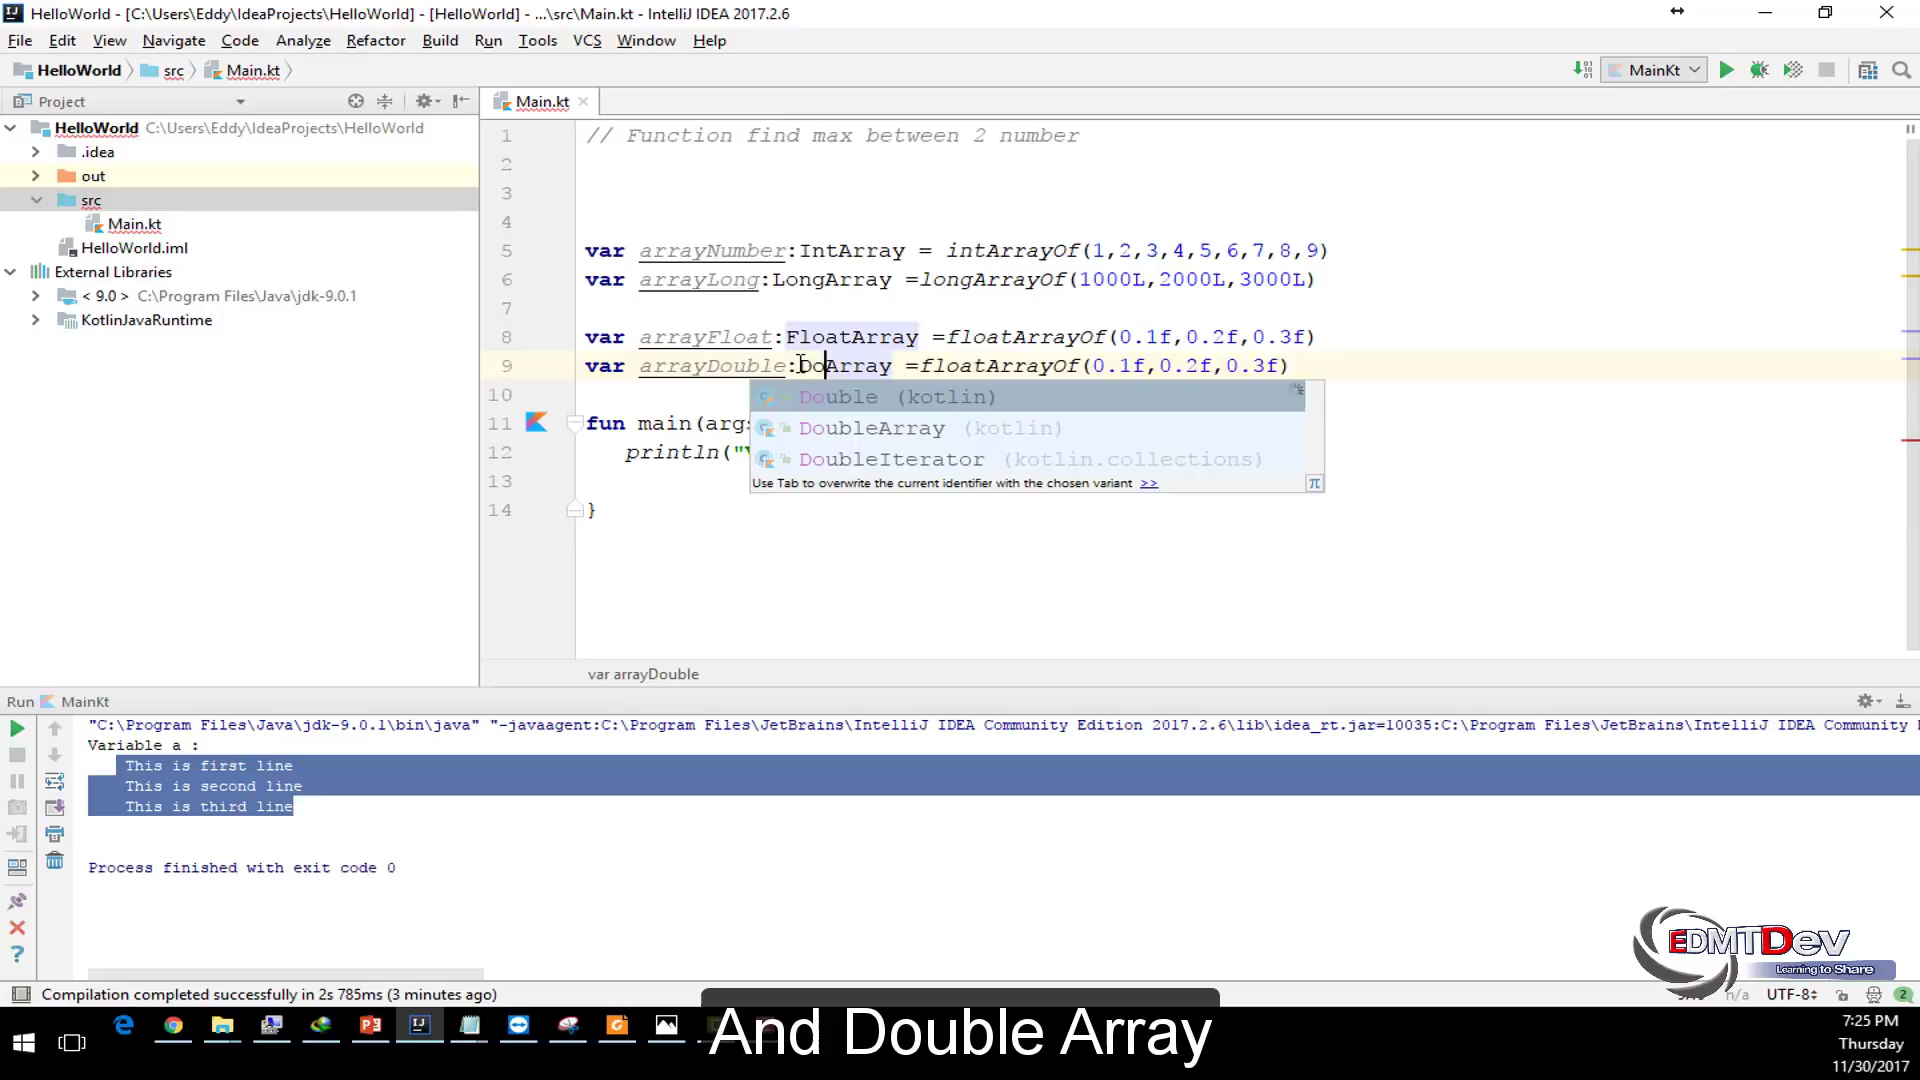 HelloWorld - [C:\Users\Eddy\IdeaProjects\HelloWorld] - [HelloWorld] - ...\src\Main.kt - IntelliJ IDEA 2017.2.6
File Edit View Navigate Code Analyze Refactor Build Run Tools VCS Window Help
HelloWorld src Main.kt
MainKt
Project
Main.kt
HelloWorld C:\Users\Eddy\IdeaProjects\HelloWorld
.idea
out
src
Main.kt
HelloWorld.iml
External Libraries
< 9.0 > C:\Program Files\Java\jdk-9.0.1
KotlinJavaRuntime
1 // Function find max between 2 number
2
3
4
5 var arrayNumber:IntArray = intArrayOf(1,2,3,4,5,6,7,8,9)
6 var arrayLong:LongArray =longArrayOf(1000L,2000L,3000L)
7
8 var arrayFloat:FloatArray =floatArrayOf(0.1f,0.2f,0.3f)
9 var arrayDouble:DoArray =floatArrayOf(0.1f,0.2f,0.3f)
10
Double (kotlin)
11 fun main(arg
DoubleArray (kotlin)
12 println("
DoubleIterator (kotlin.collections)
13
Use Tab to overwrite the current identifier with the chosen variant >>
π
14 }
var arrayDouble
Run MainKt
"C:\Program Files\Java\jdk-9.0.1\bin\java" "-javaagent:C:\Program Files\JetBrains\IntelliJ IDEA Community Edition 2017.2.6\lib\idea_rt.jar=10035:C:\Program Files\JetBrains\IntelliJ IDEA Community
Variable a :
This is first line
This is second line
This is third line
Process finished with exit code 0
EDMTDev
Learning to Share
Compilation completed successfully in 2s 785ms (3 minutes ago)
n/a UTF-8 2
And Double Array
7:25 PM
Thursday
11/30/2017